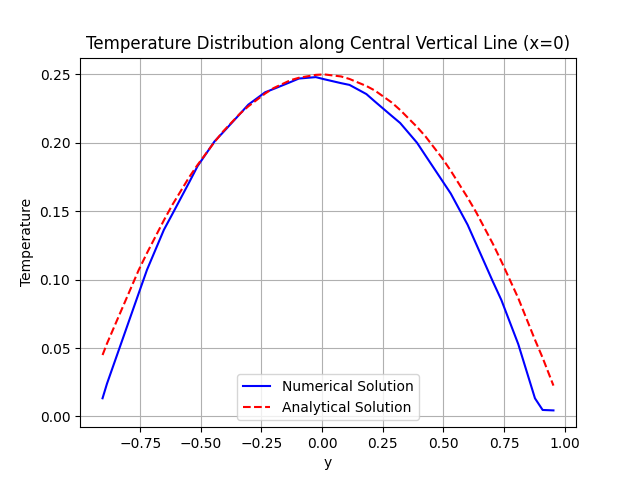 Temperature Distribution along Central Vertical Line (x=0)
0.25
0.20
0.15
0.10
0.05
0.00
Temperature
Numerical Solution
Analytical Solution
−0.75 −0.50 −0.25 0.00 0.25 0.50 0.75 1.00
y